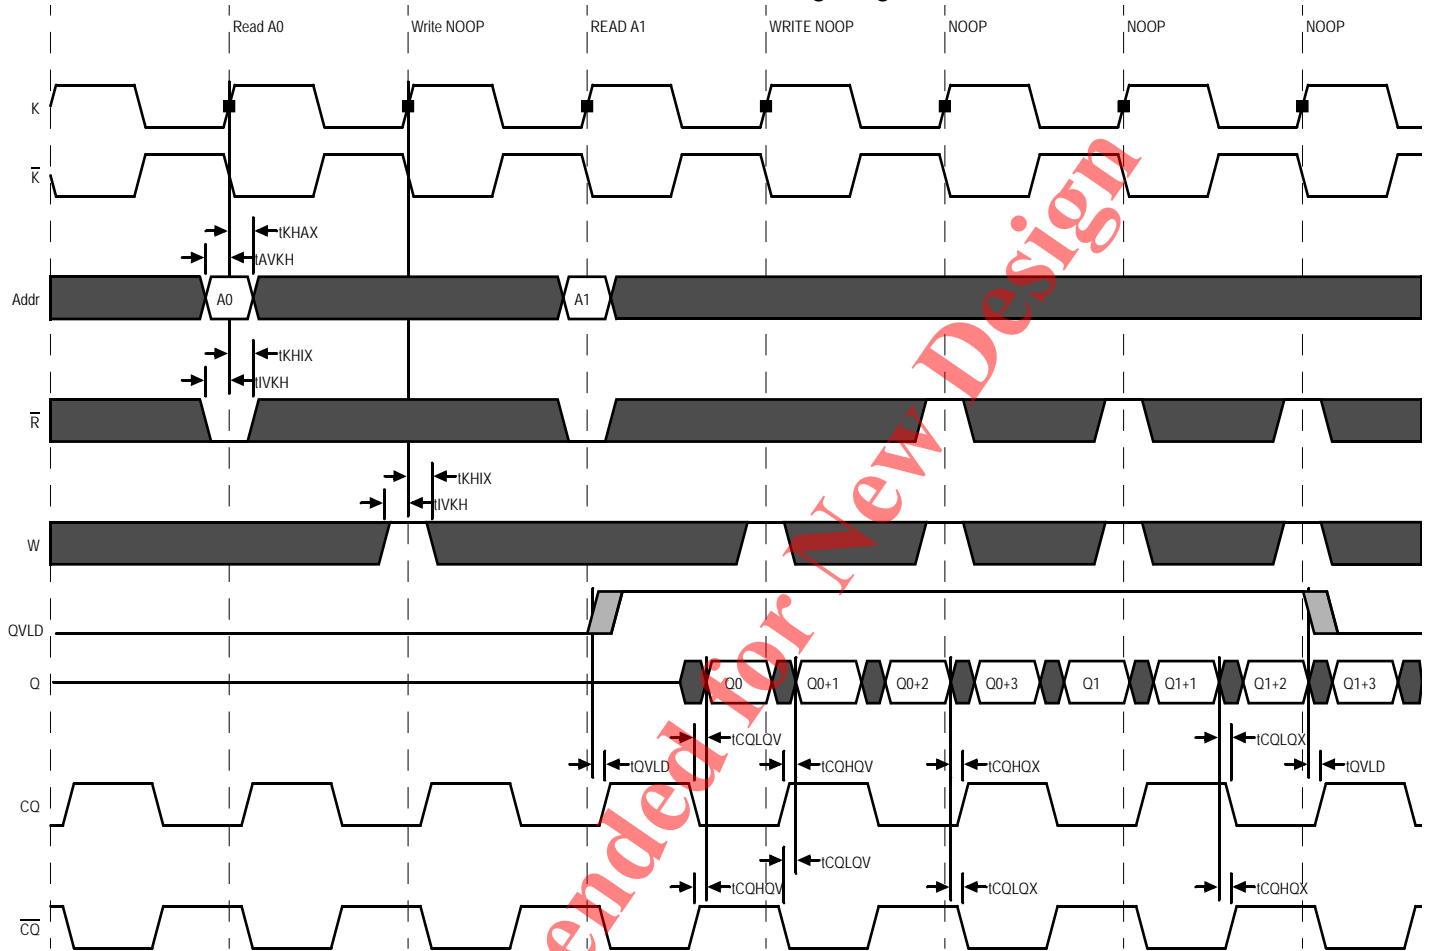 Read A0 Write NOOP READ A1 WRITE NOOP NOOP NOOP NOOP
K
K
tKHAX
tAVKH
Addr A0 A1
tKHIX
tIVKH
R
tKHIX
tIVKH
W
QVLD
Q Q0 Q0+1 Q0+2 Q0+3 Q1 Q1+1 Q1+2 Q1+3
tCQLQV tCQLQX
tQVLD tCQHQV tCQHQX tQVLD
CQ
tCQLQV
tCQHQV tCQLQX tCQHQX
CQ
ended for New Design